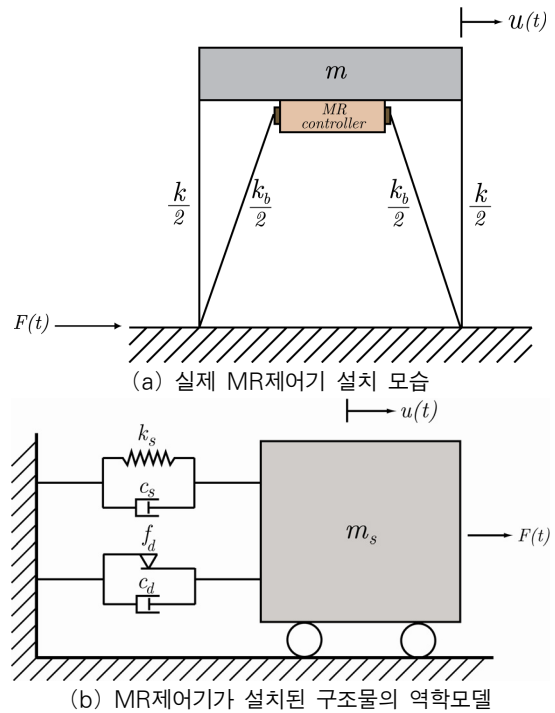 u(t)
m
MR
controller
k/2
k_b/2
k_b/2
k/2
F(t)
(a) 실제 MR제어기 설치 모습
u(t)
k_s
c_s
f_d
c_d
m_s
F(t)
(b) MR제어기가 설치된 구조물의 역학모델